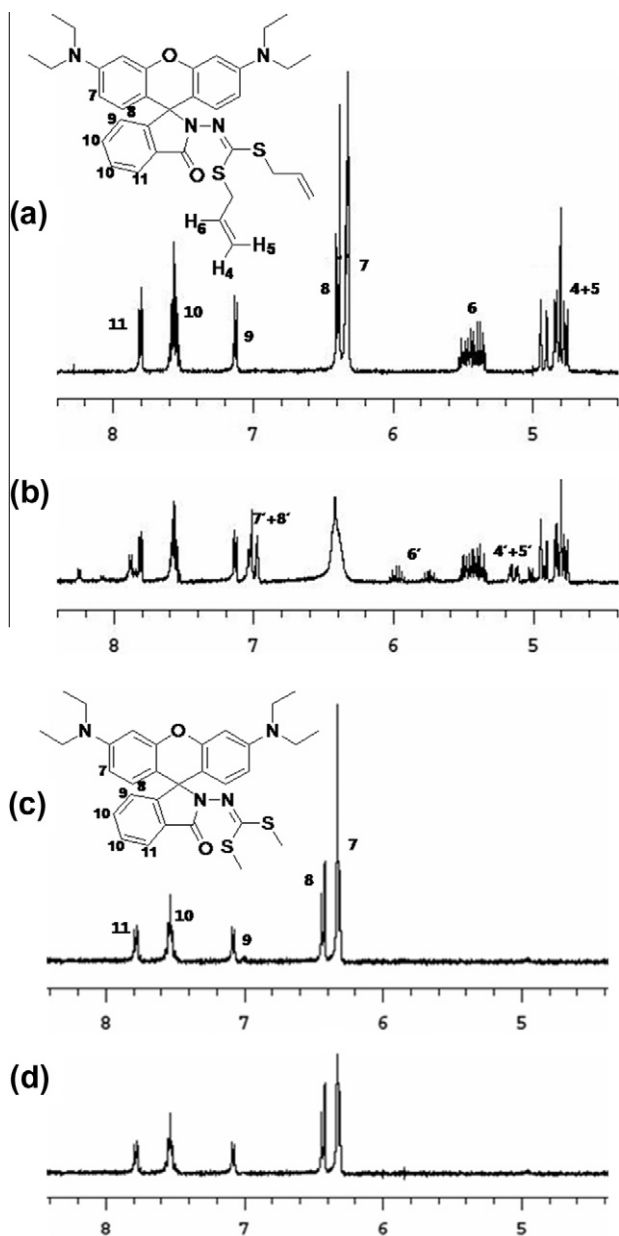 N O N
7
8
9 N N
10 S
10 O S
11
(a)
H6 H5
H4
11 10 9 8 7 6 4+5
8 7 6 5
(b)
7´+8´ 6´ 4´+5´
8 7 6 5
N O N
7
8
9 N N
10 S
10 O S
11
(c)
11 10 9 8 7
8 7 6 5
(d)
8 7 6 5